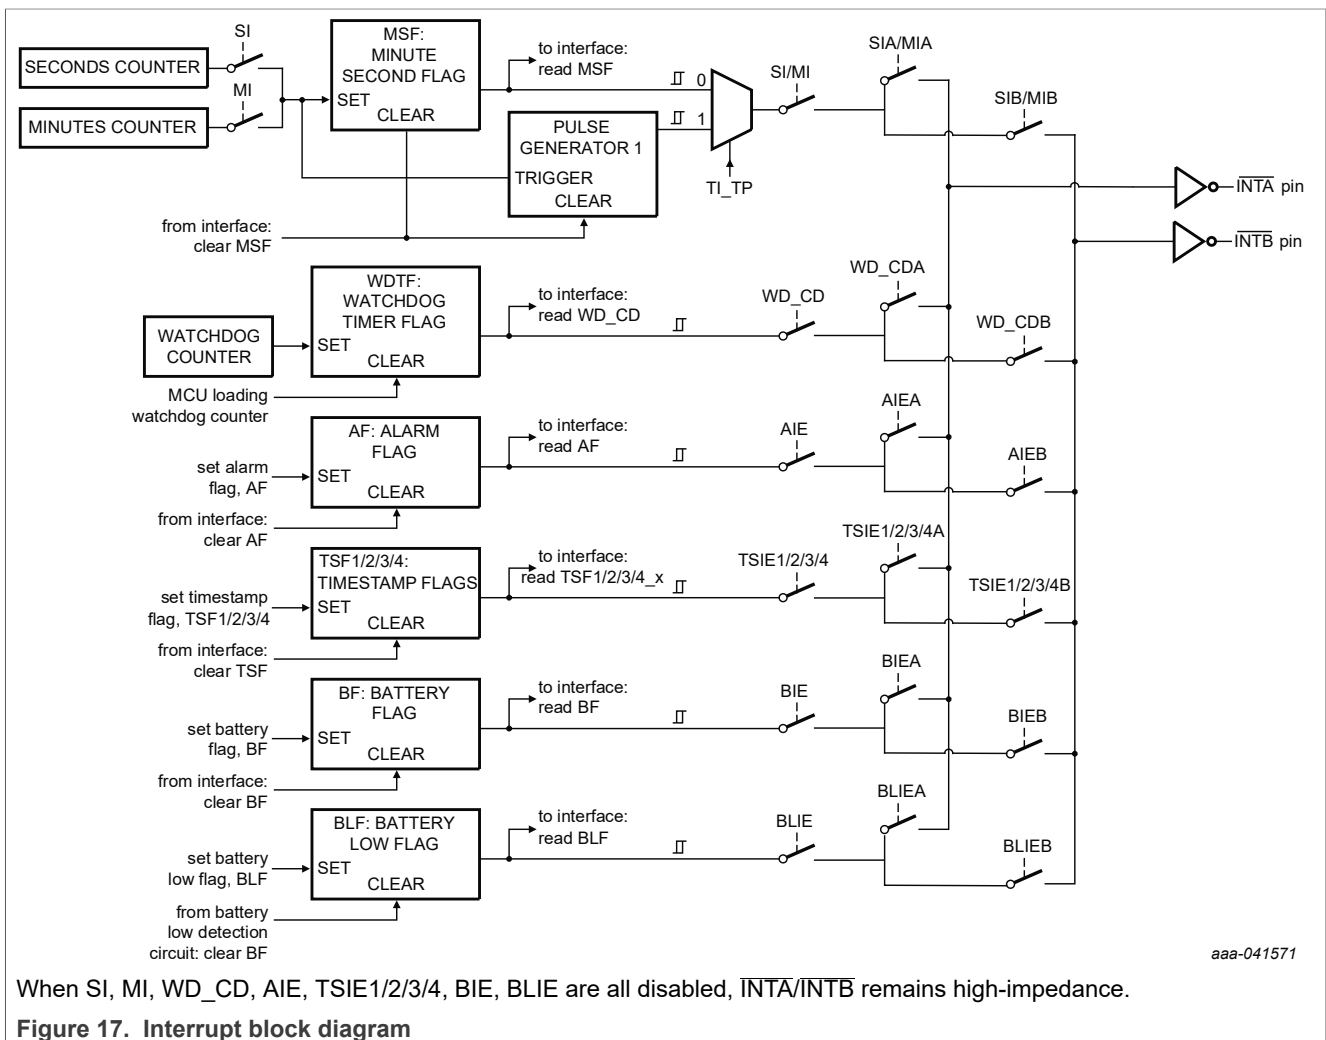 SI
SECONDS COUNTER
MI
MINUTES COUNTER
MSF:
MINUTE
SECOND FLAG
SET
CLEAR
to interface:
read MSF
PULSE
GENERATOR 1
TRIGGER
CLEAR
from interface:
clear MSF
0
1
TI_TP
SI/MI
SIA/MIA
SIB/MIB
INTA pin
INTB pin
WATCHDOG
COUNTER
WDTF:
WATCHDOG
TIMER FLAG
SET
CLEAR
MCU loading
watchdog counter
to interface:
read WD_CD
WD_CD
WD_CDA
WD_CDB
AF: ALARM
FLAG
SET
CLEAR
set alarm
flag, AF
from interface:
clear AF
to interface:
read AF
AIE
AIEA
AIEB
TSF1/2/3/4:
TIMESTAMP FLAGS
SET
CLEAR
set timestamp
flag, TSF1/2/3/4
from interface:
clear TSF
to interface:
read TSF1/2/3/4_x
TSIE1/2/3/4
TSIE1/2/3/4A
TSIE1/2/3/4B
BF: BATTERY
FLAG
SET
CLEAR
set battery
flag, BF
from interface:
clear BF
to interface:
read BF
BIE
BIEA
BIEB
BLF: BATTERY
LOW FLAG
SET
CLEAR
set battery
low flag, BLF
from battery
low detection
circuit: clear BF
to interface:
read BLF
BLIE
BLIEA
BLIEB
aaa-041571
When SI, MI, WD_CD, AIE, TSIE1/2/3/4, BIE, BLIE are all disabled, INTA/INTB remains high-impedance.
Figure 17. Interrupt block diagram